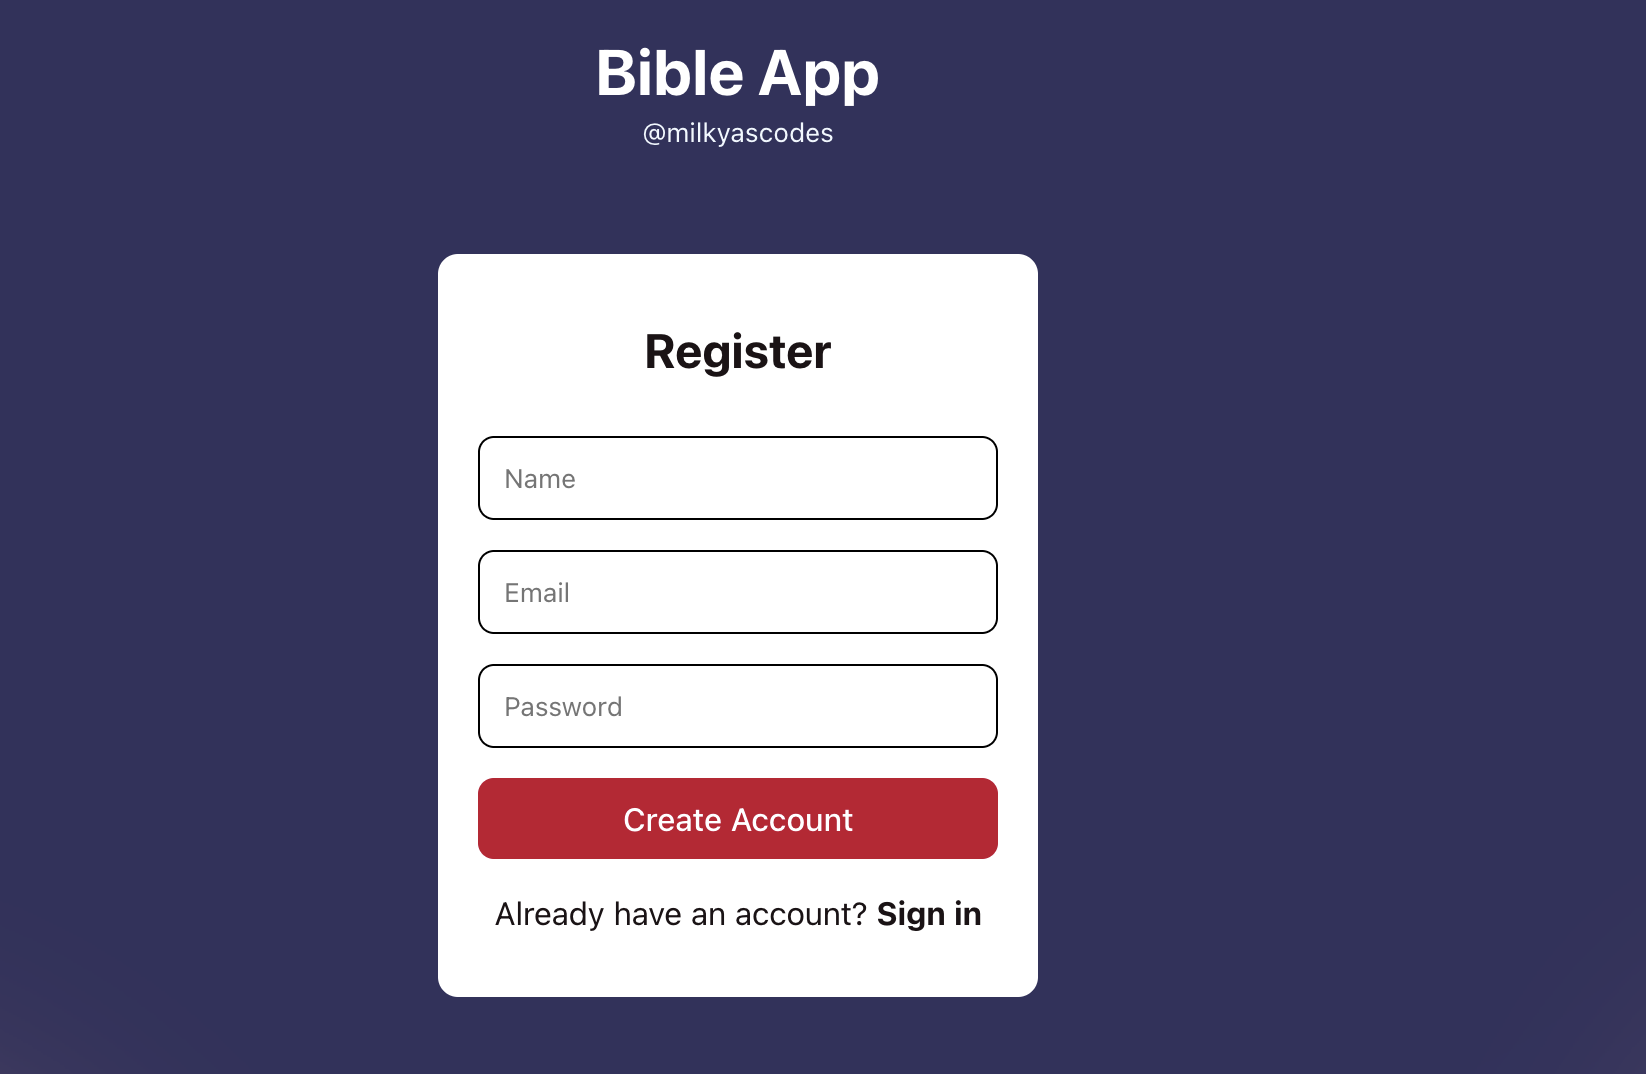 Bible App
@milkyascodes
Register
Name
Email
Password
Create Account
Already have an account? Sign in